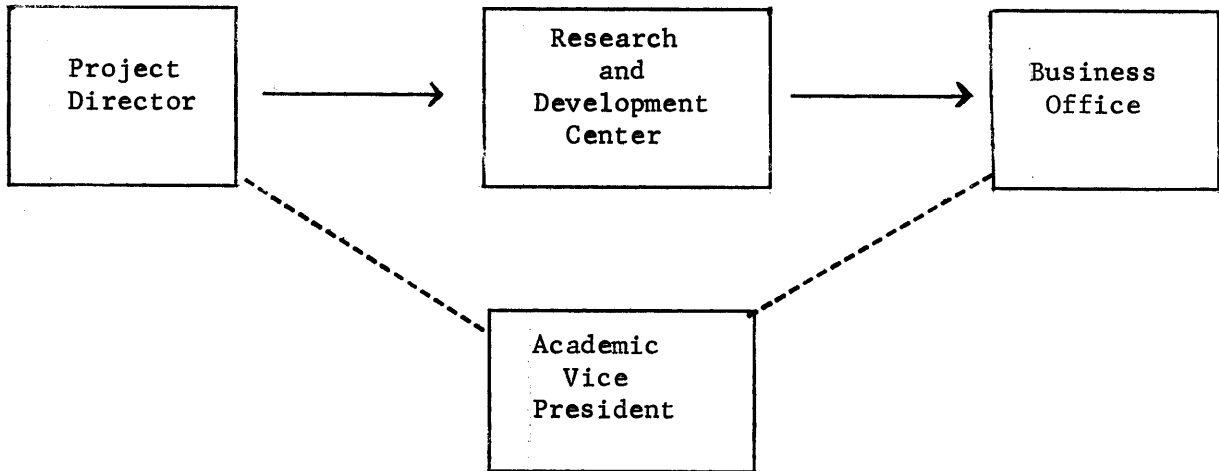 Project
Director
Research
and
Development
Center
Business
Office
Academic
Vice
President